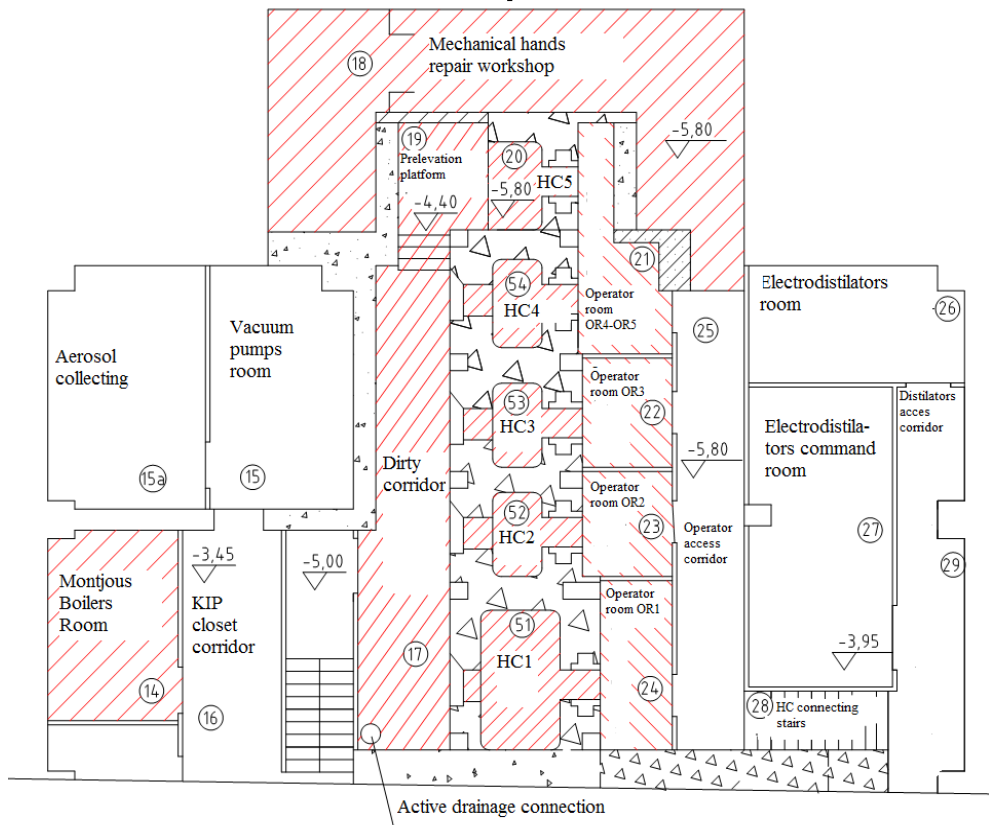 Mechanical hands
repair workshop
18
-5,80
19
20
Prelevation
platform
-5,80
HC5
-4,40
21
54
HC4
Operator
room
OR4-OR5
25
Electrodistilators
room
26
Aerosol
collecting
Vacuum
pumps
room
15a
15
Dirty
corridor
53
HC3
Operator
room OR3
22
-5,80
Distilators
acces
corridor
Electrodistila-
tors command
room
52
HC2
Operator
room OR2
23
Operator
access
corridor
27
29
-3,45
-5,00
Montjous
Boilers
Room
KIP
closet
corridor
14
16
17
51
HC1
Operator
room OR1
24
-3,95
28
HC connecting
stairs
Active drainage connection